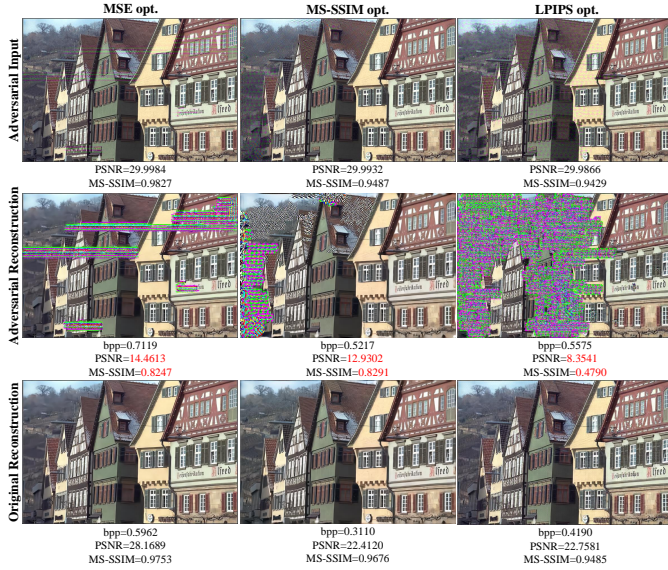 MSE opt. MS-SSIM opt. LPIPS opt.
Adversarial Input
PSNR=29.9984 PSNR=29.9932 PSNR=29.9866
MS-SSIM=0.9827 MS-SSIM=0.9487 MS-SSIM=0.9429
Adversarial Reconstruction
bpp=0.7119 bpp=0.5217 bpp=0.5575
PSNR=14.4613 PSNR=12.9302 PSNR=8.3541
MS-SSIM=0.8247 MS-SSIM=0.8291 MS-SSIM=0.4790
Original Reconstruction
bpp=0.5962 bpp=0.3110 bpp=0.4190
PSNR=28.1689 PSNR=22.4120 PSNR=22.7581
MS-SSIM=0.9753 MS-SSIM=0.9676 MS-SSIM=0.9485